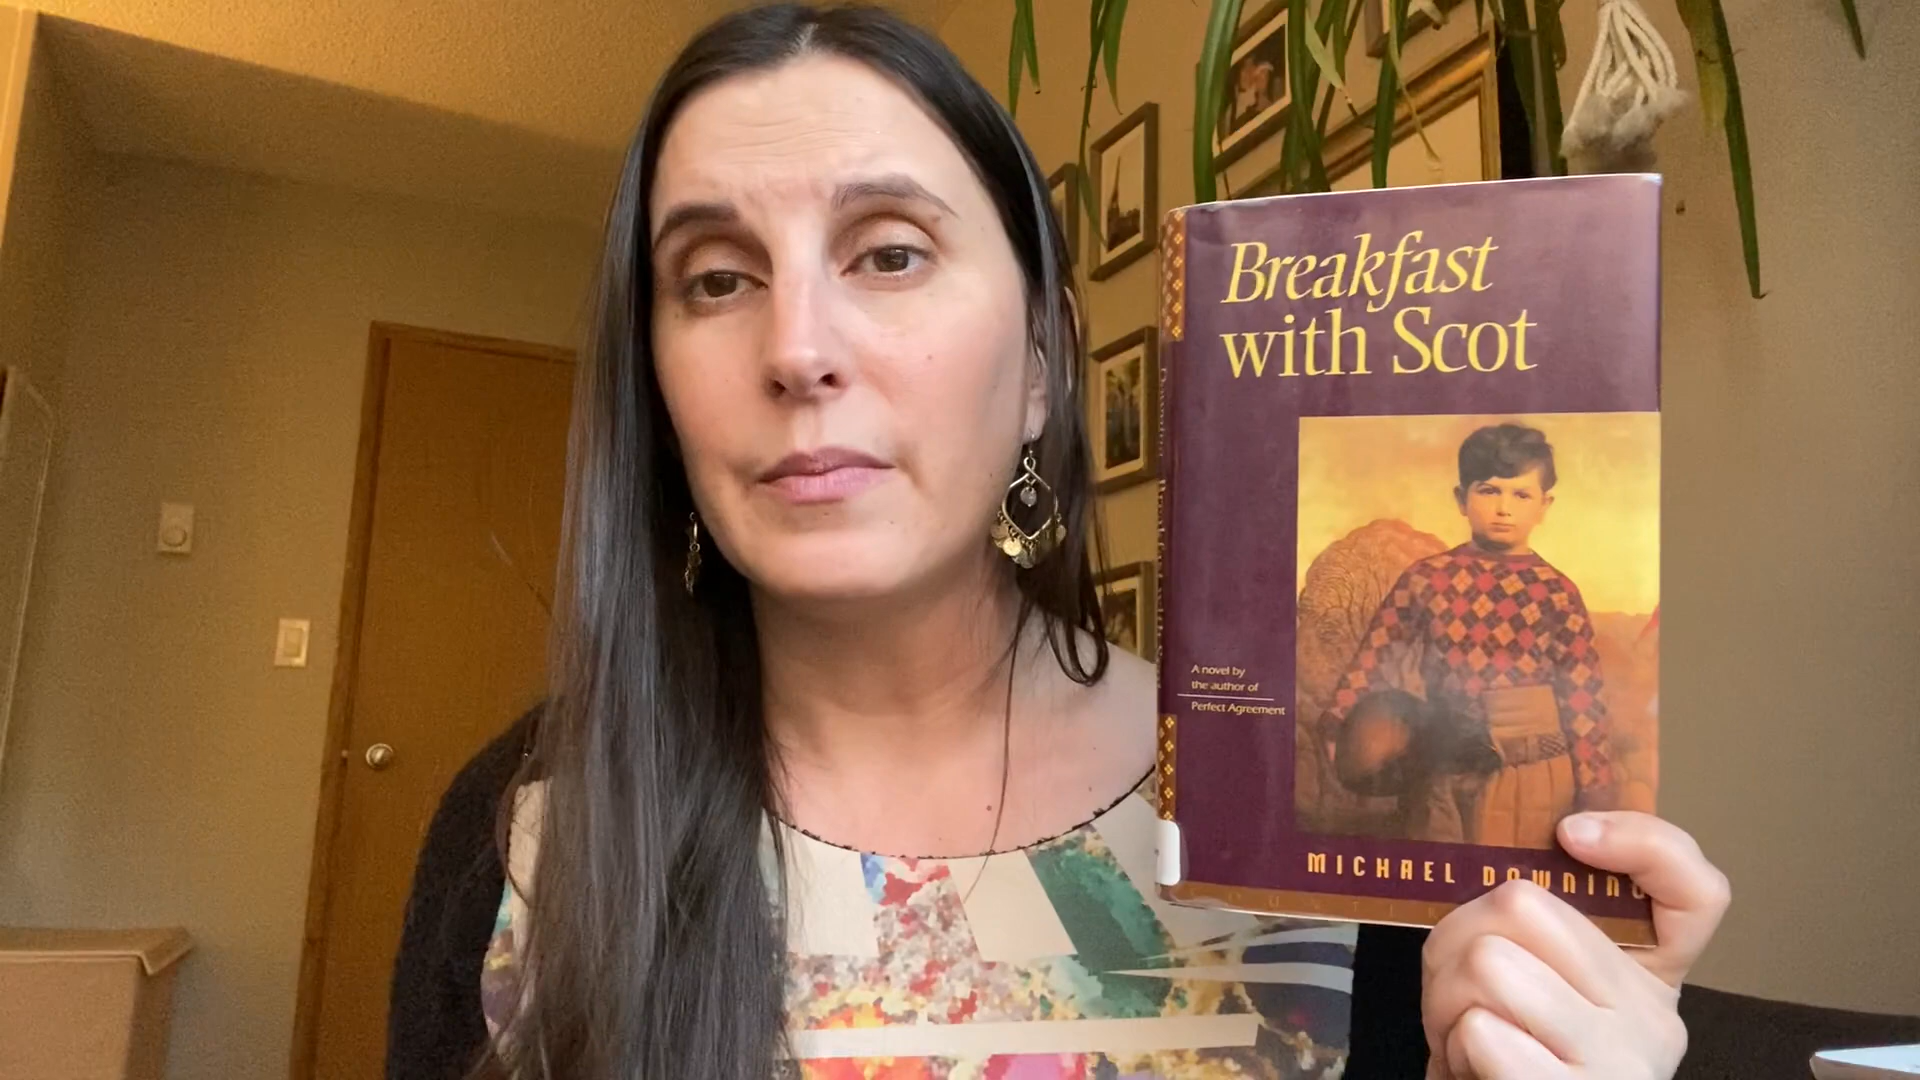 Breakfast
with Scot
A novel by
the author of
Perfect Agreement
MICHAEL DOWNING